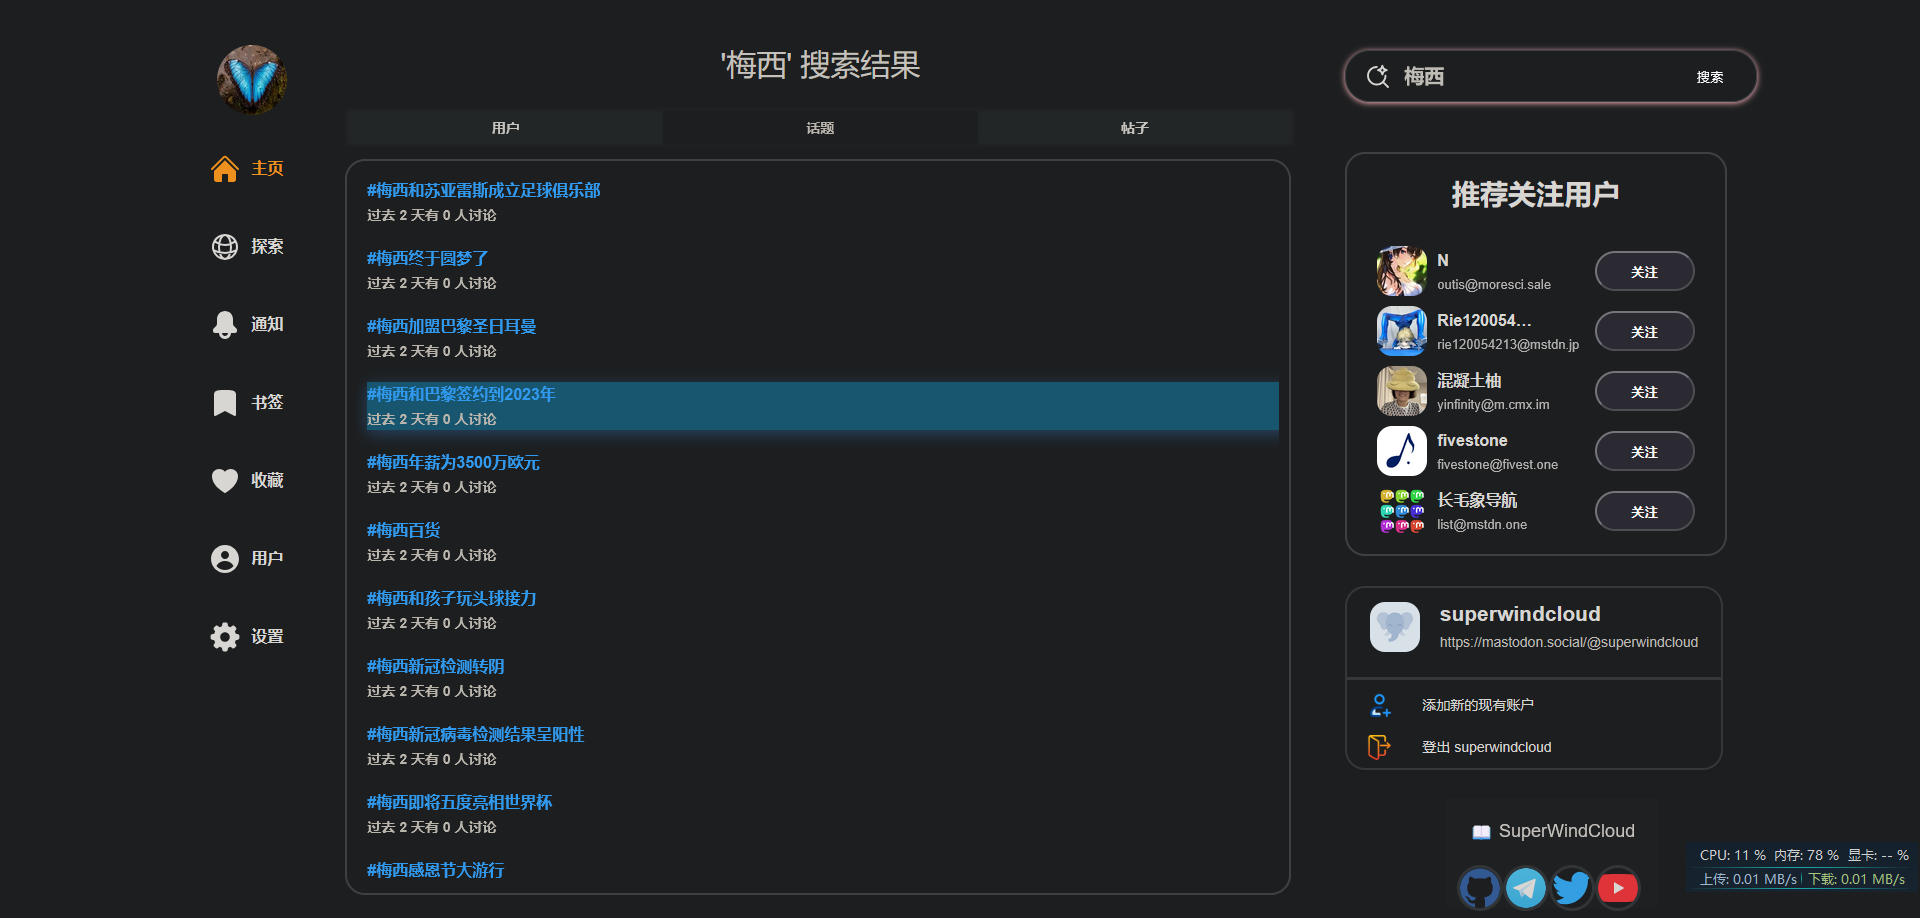 主页
探索
通知
书签
收藏
用户
设置
'梅西' 搜索结果
用户
话题
帖子
#梅西和苏亚雷斯成立足球俱乐部
过去 2 天有 0 人讨论
#梅西终于圆梦了
过去 2 天有 0 人讨论
#梅西加盟巴黎圣日耳曼
过去 2 天有 0 人讨论
#梅西和巴黎签约到2023年
过去 2 天有 0 人讨论
#梅西年薪为3500万欧元
过去 2 天有 0 人讨论
#梅西百货
过去 2 天有 0 人讨论
#梅西和孩子玩头球接力
过去 2 天有 0 人讨论
#梅西新冠检测转阴
过去 2 天有 0 人讨论
#梅西新冠病毒检测结果呈阳性
过去 2 天有 0 人讨论
#梅西即将五度亮相世界杯
过去 2 天有 0 人讨论
#梅西感恩节大游行
梅西
搜索
推荐关注用户
N
outis@moresci.sale
关注
Rie120054...
rie120054213@mstdn.jp
关注
混凝土柚
yinfinity@m.cmx.im
关注
fivestone
fivestone@fivest.one
关注
长毛象导航
list@mstdn.one
关注
superwindcloud
https://mastodon.social/@superwindcloud
添加新的现有账户
登出 superwindcloud
SuperWindCloud
CPU: 11 % 内存: 78 % 显卡: -- %
上传: 0.01 MB/s 下载: 0.01 MB/s